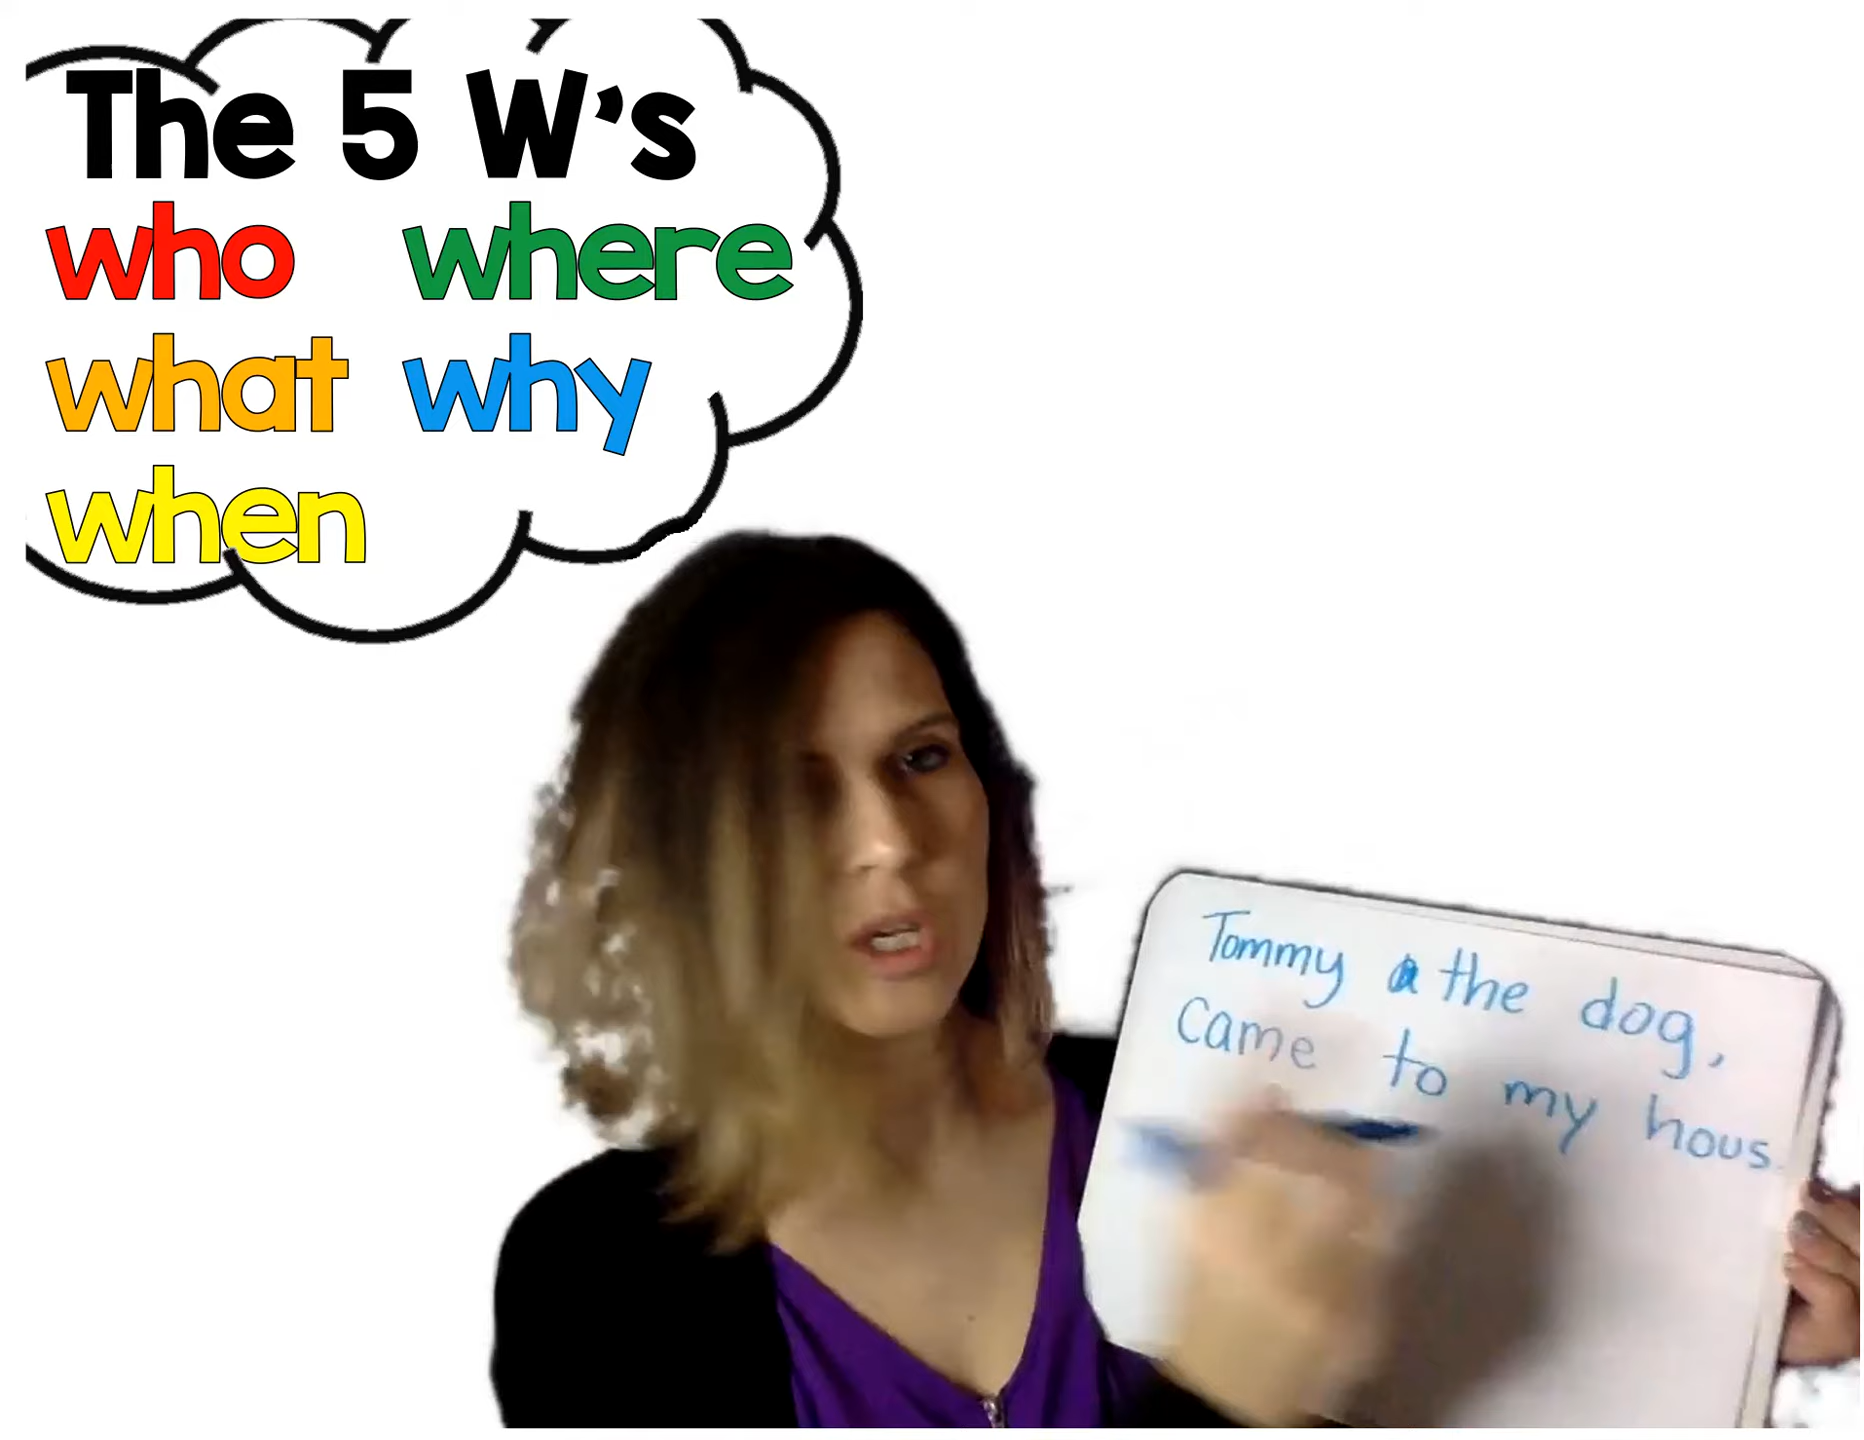 The 5 W's
who where
what why
when
Tommy a the dog,
came to my hous